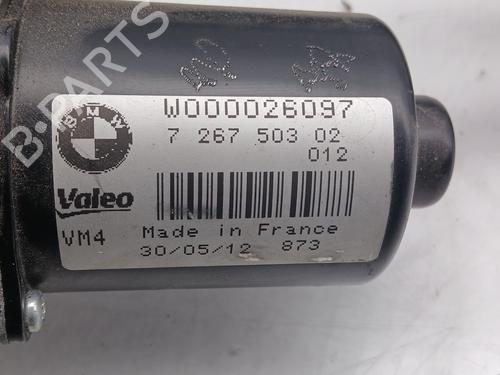 B-PARTS
W000026097
BMW
7 267 503 02
012
Valeo
VM4
Made in France
30/05/12 873